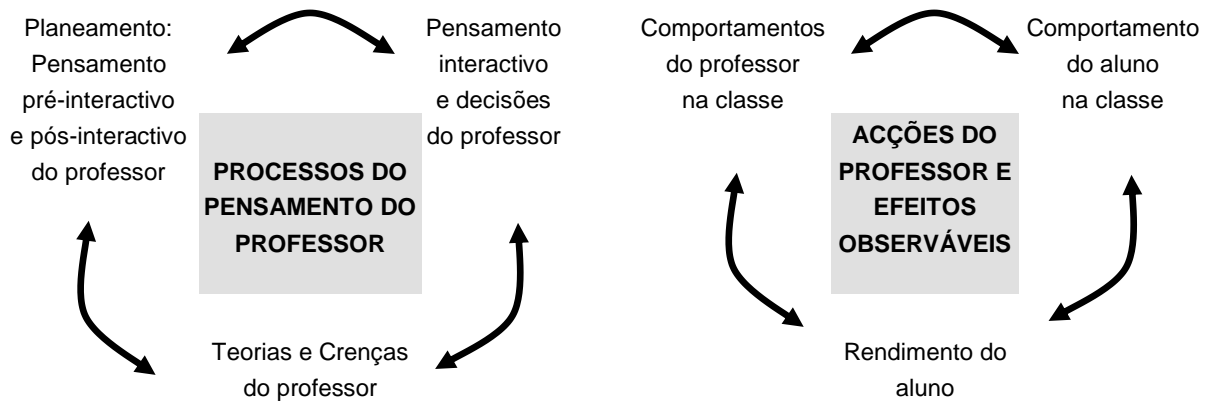 Planeamento:
Pensamento
pré-interactivo
e pós-interactivo
do professor
Pensamento
interactivo
e decisões
do professor
PROCESSOS DO
PENSAMENTO DO
PROFESSOR
Teorias e Crenças
do professor
Comportamentos
do professor
na classe
Comportamento
do aluno
na classe
ACÇÕES DO
PROFESSOR E
EFEITOS
OBSERVÁVEIS
Rendimento do
aluno